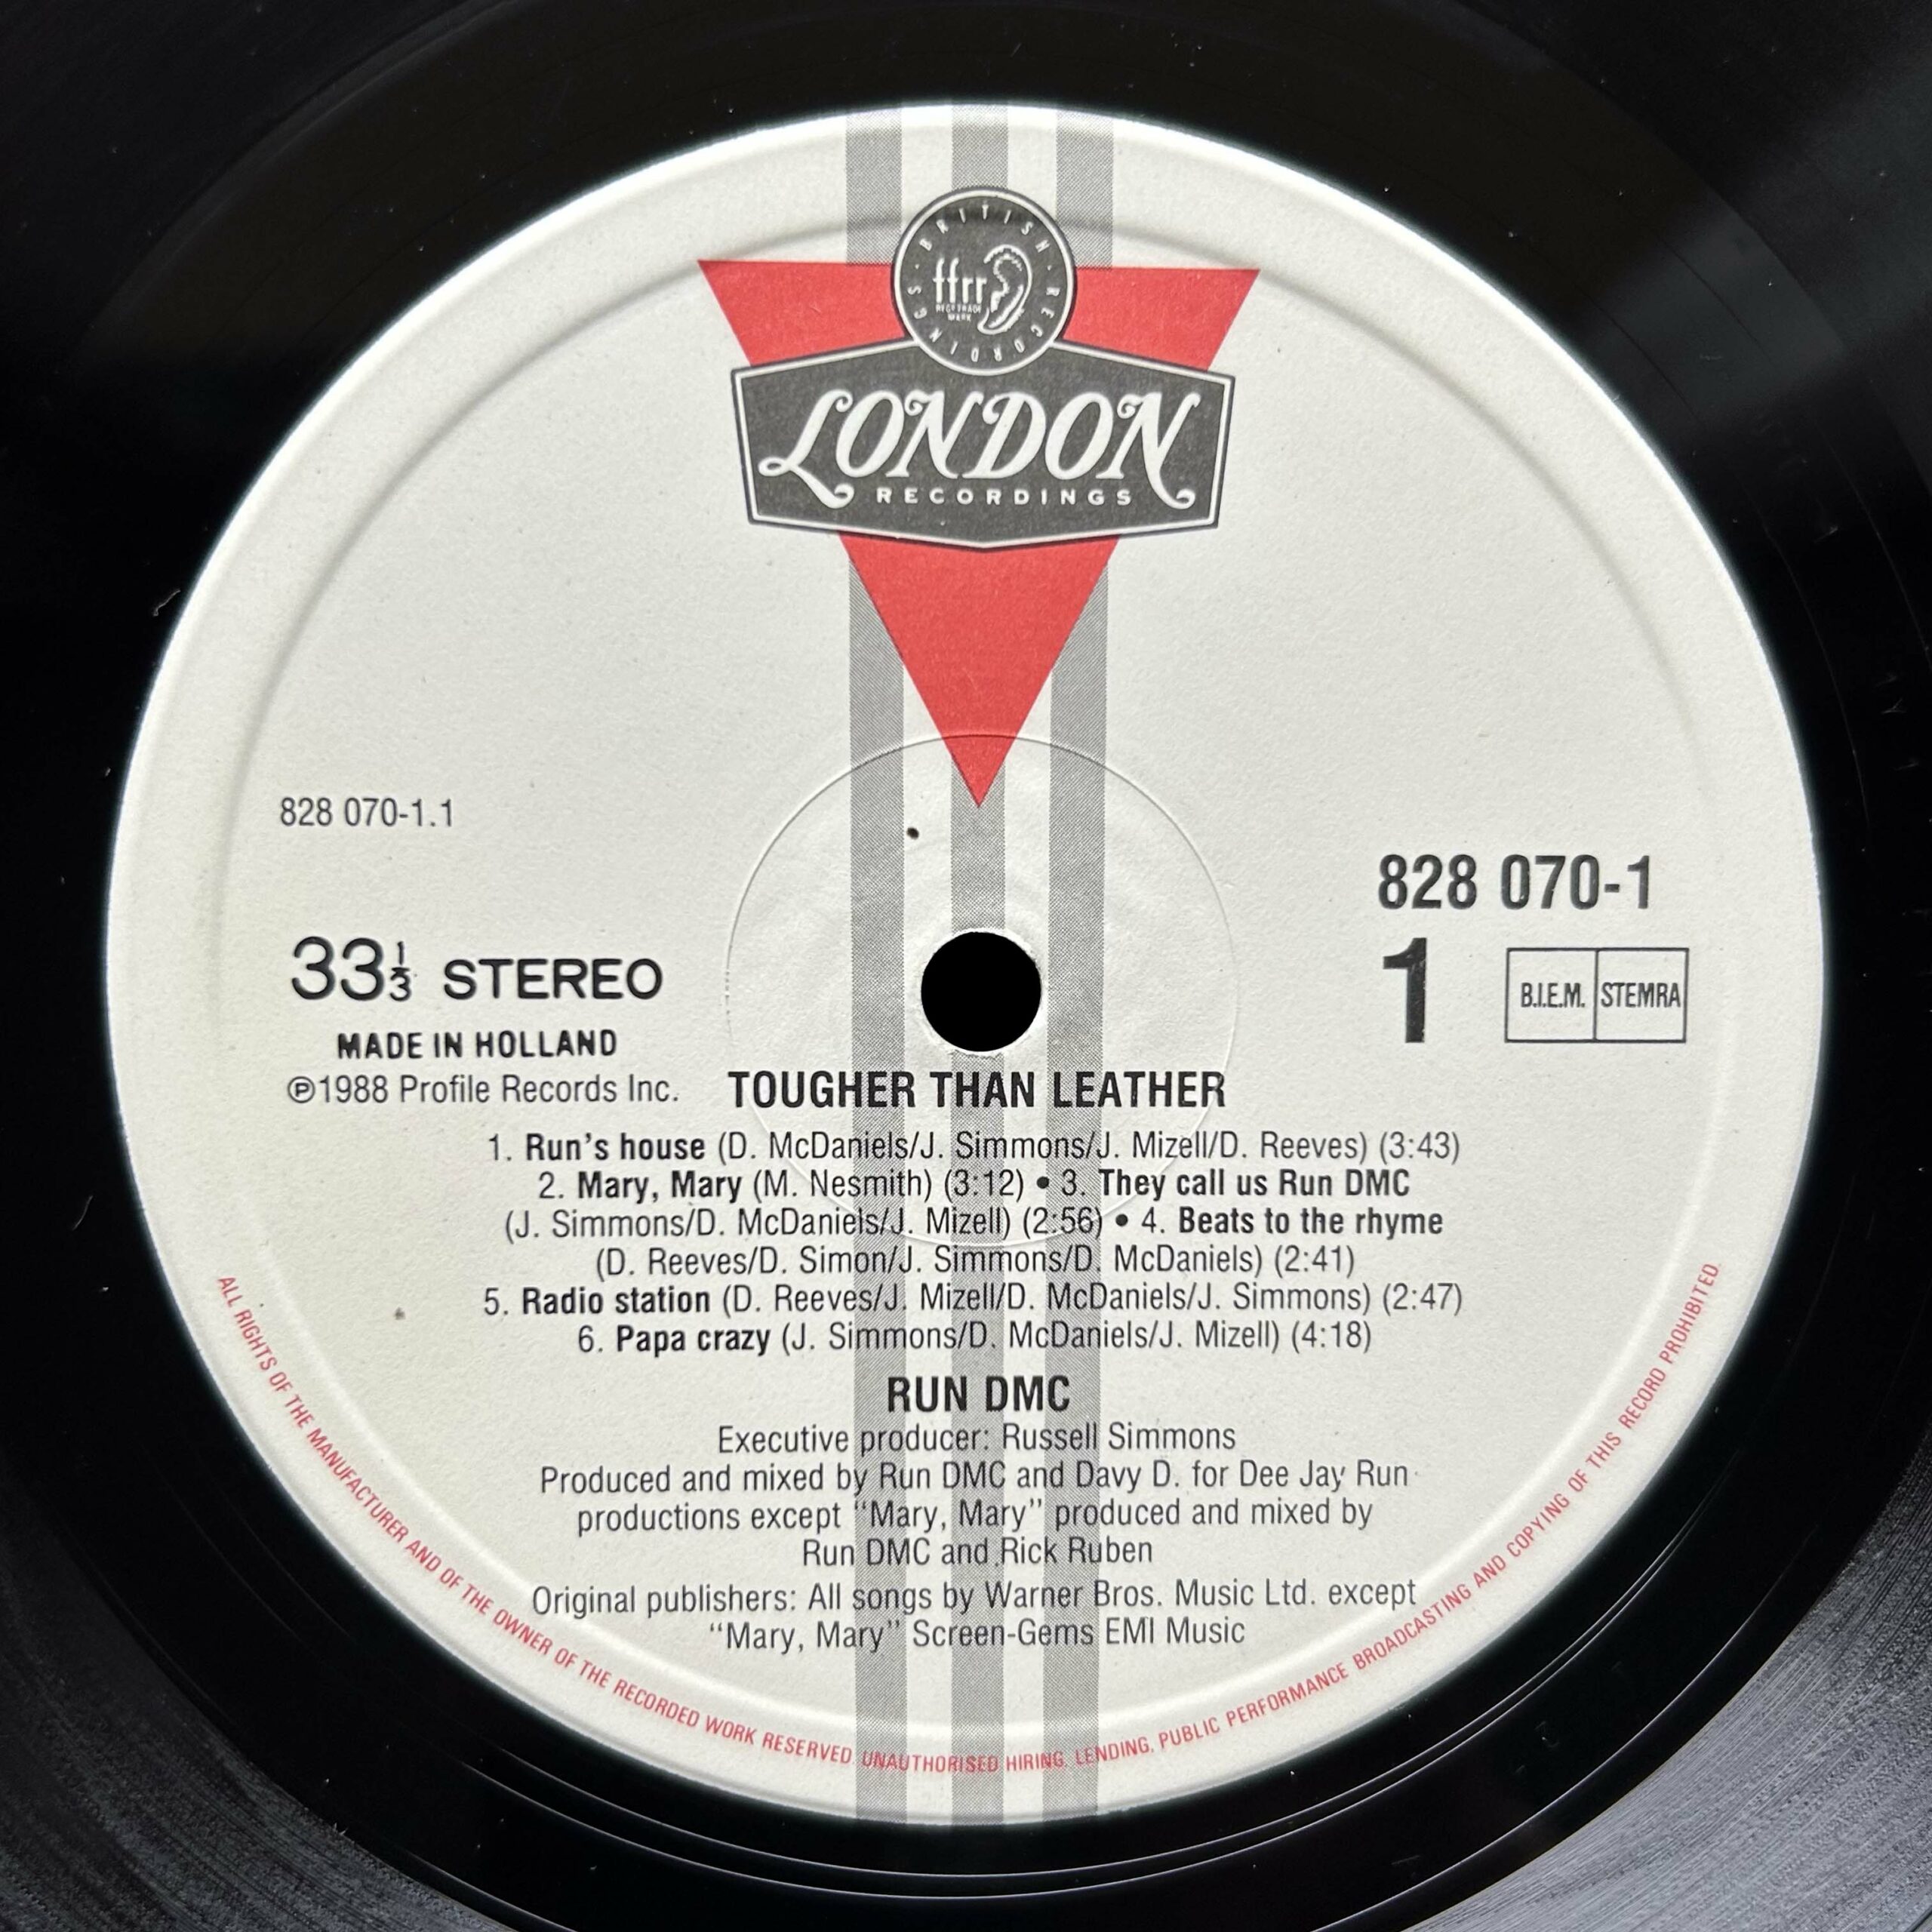 BRITISH RECORDINGS
ffrr
REG'D TRADE
MARK
LONDON
RECORDINGS
828 070-1.1
828 070-1
33⅓ STEREO
1
B.I.E.M. STEMRA
MADE IN HOLLAND
℗1988 Profile Records Inc.
TOUGHER THAN LEATHER
1. Run's house (D. McDaniels/J. Simmons/J. Mizell/D. Reeves) (3:43)
2. Mary, Mary (M. Nesmith) (3:12) • 3. They call us Run DMC
(J. Simmons/D. McDaniels/J. Mizell) (2:56) • 4. Beats to the rhyme
(D. Reeves/D. Simon/J. Simmons/D. McDaniels) (2:41)
5. Radio station (D. Reeves/J. Mizell/D. McDaniels/J. Simmons) (2:47)
6. Papa crazy (J. Simmons/D. McDaniels/J. Mizell) (4:18)
RUN DMC
Executive producer: Russell Simmons
Produced and mixed by Run DMC and Davy D. for Dee Jay Run
productions except "Mary, Mary" produced and mixed by
Run DMC and Rick Ruben
Original publishers: All songs by Warner Bros. Music Ltd. except
"Mary, Mary" Screen-Gems EMI Music
ALL RIGHTS OF THE MANUFACTURER AND OF THE OWNER OF THE RECORDED WORK RESERVED. UNAUTHORISED HIRING, LENDING, PUBLIC PERFORMANCE BROADCASTING AND COPYING OF THIS RECORD PROHIBITED.